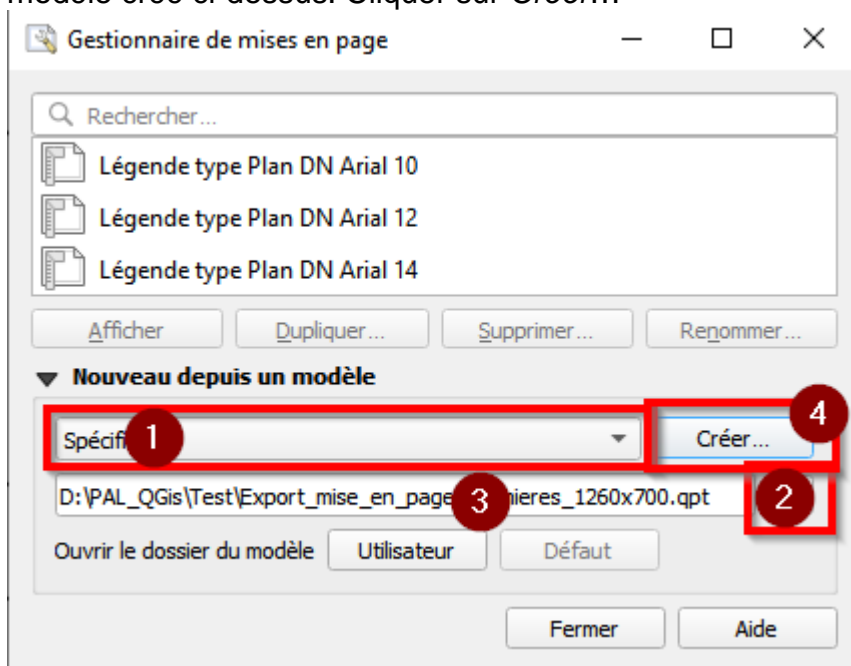 Gestionnaire de mises en page
Rechercher...
Légende type Plan DN Arial 10
Légende type Plan DN Arial 12
Légende type Plan DN Arial 14
Afficher Dupliquer... Supprimer... Renommer...
Nouveau depuis un modèle
Spécifi 1 Créer... 4
D:\PAL_QGis\Test\Export_mise_en_page 3 nieres_1260x700.qpt 2
Ouvrir le dossier du modèle Utilisateur Défaut
Fermer Aide